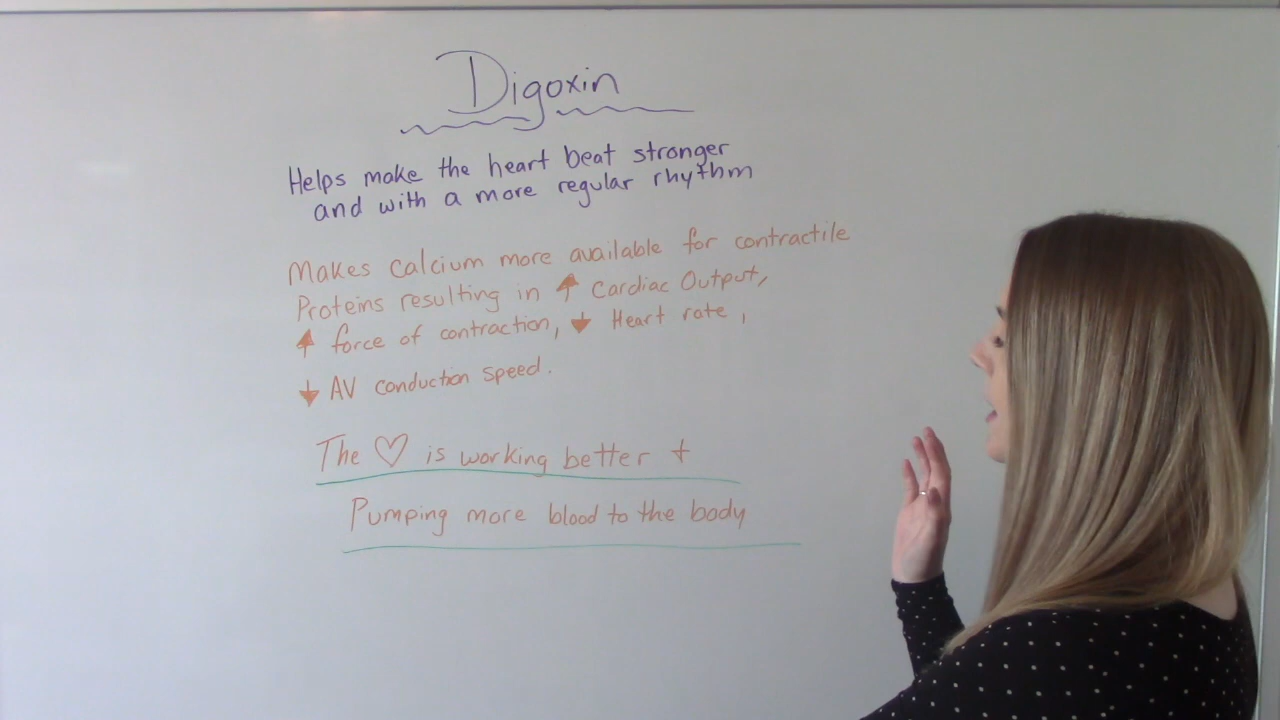 Digoxin
Helps make the heart beat stronger
and with a more regular rhythm
Makes Calcium more available for contractile
Proteins resulting in ↑ Cardiac Output,
↑ force of contraction, ↓ Heart rate,
↓ AV conduction speed.
The ♡ is working better +
Pumping more blood to the body